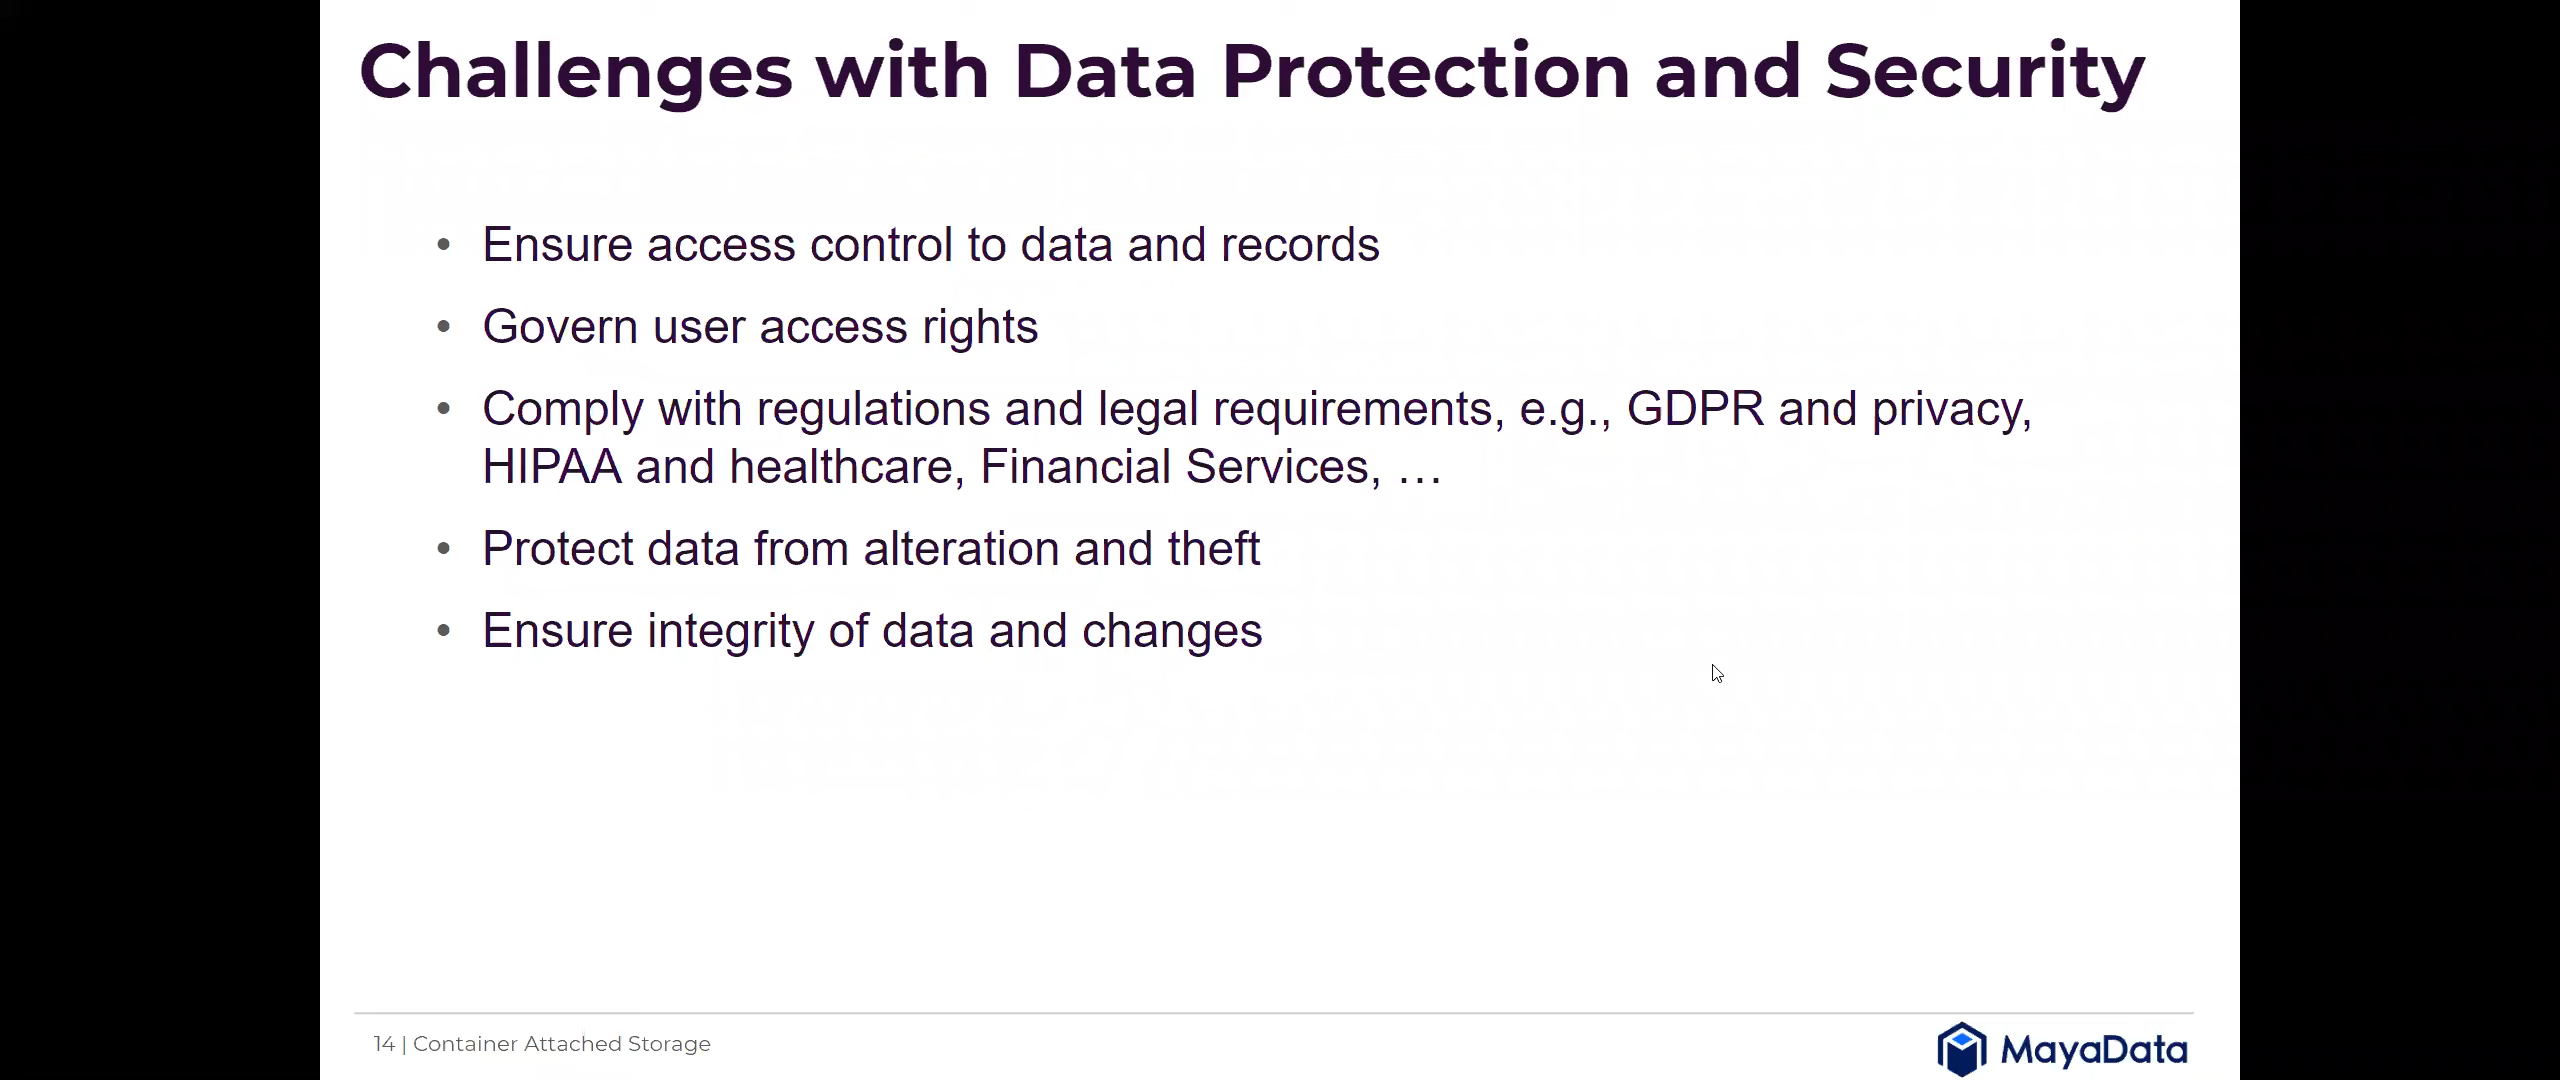 Challenges with Data Protection and Security
• Ensure access control to data and records
• Govern user access rights
• Comply with regulations and legal requirements, e.g., GDPR and privacy,
HIPAA and healthcare, Financial Services, …
• Protect data from alteration and theft
• Ensure integrity of data and changes
14 | Container Attached Storage
MayaData